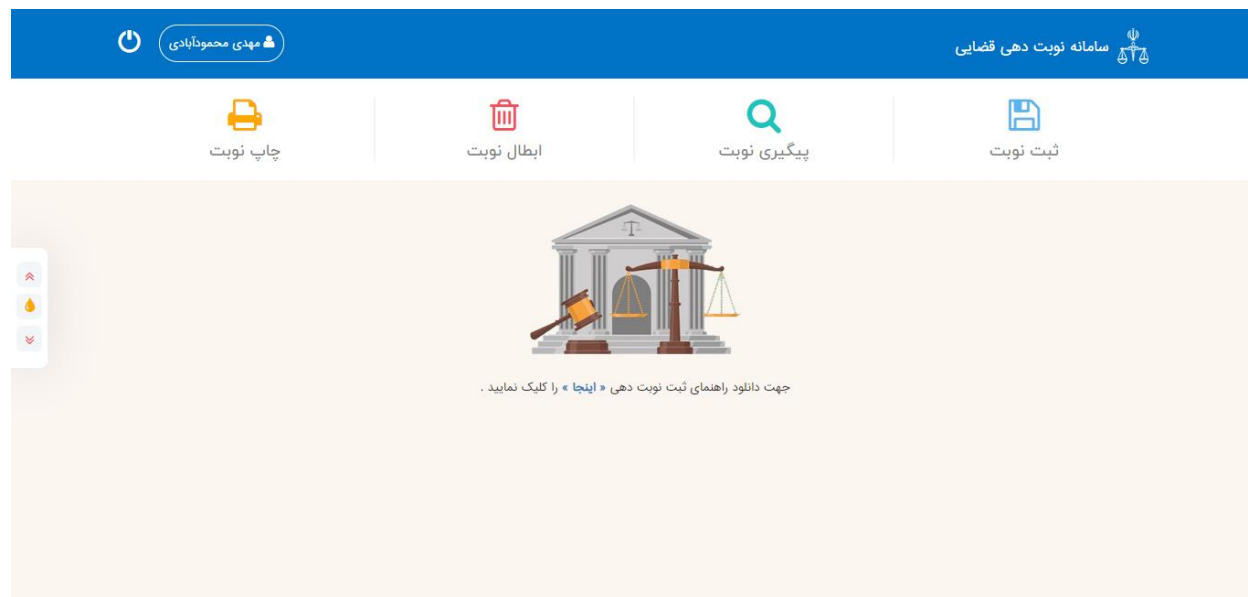 سامانه نوبت دهی قضایی
مهدی محمودآبادی
ثبت نوبت
پیگیری نوبت
ابطال نوبت
چاپ نوبت
جهت دانلود راهنمای ثبت نوبت دهی « اینجا » را کلیک نمایید .